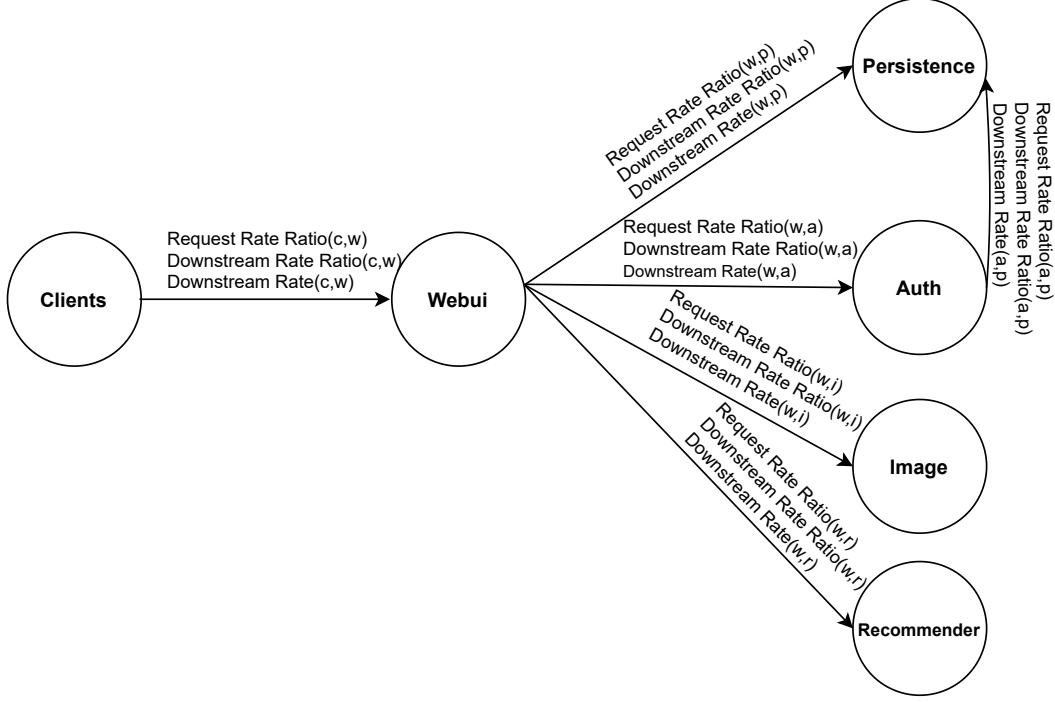 Clients
Request Rate Ratio(c,w)
Downstream Rate Ratio(c,w)
Downstream Rate(c,w)
Webui
Request Rate Ratio(w,p)
Downstream Rate Ratio(w,p)
Downstream Rate(w,p)
Persistence
Request Rate Ratio(a,p)
Downstream Rate Ratio(a,p)
Downstream Rate(a,p)
Request Rate Ratio(w,a)
Downstream Rate Ratio(w,a)
Downstream Rate(w,a)
Auth
Request Rate Ratio(w,i)
Downstream Rate Ratio(w,i)
Downstream Rate(w,i)
Image
Request Rate Ratio(w,r)
Downstream Rate Ratio(w,r)
Downstream Rate(w,r)
Recommender